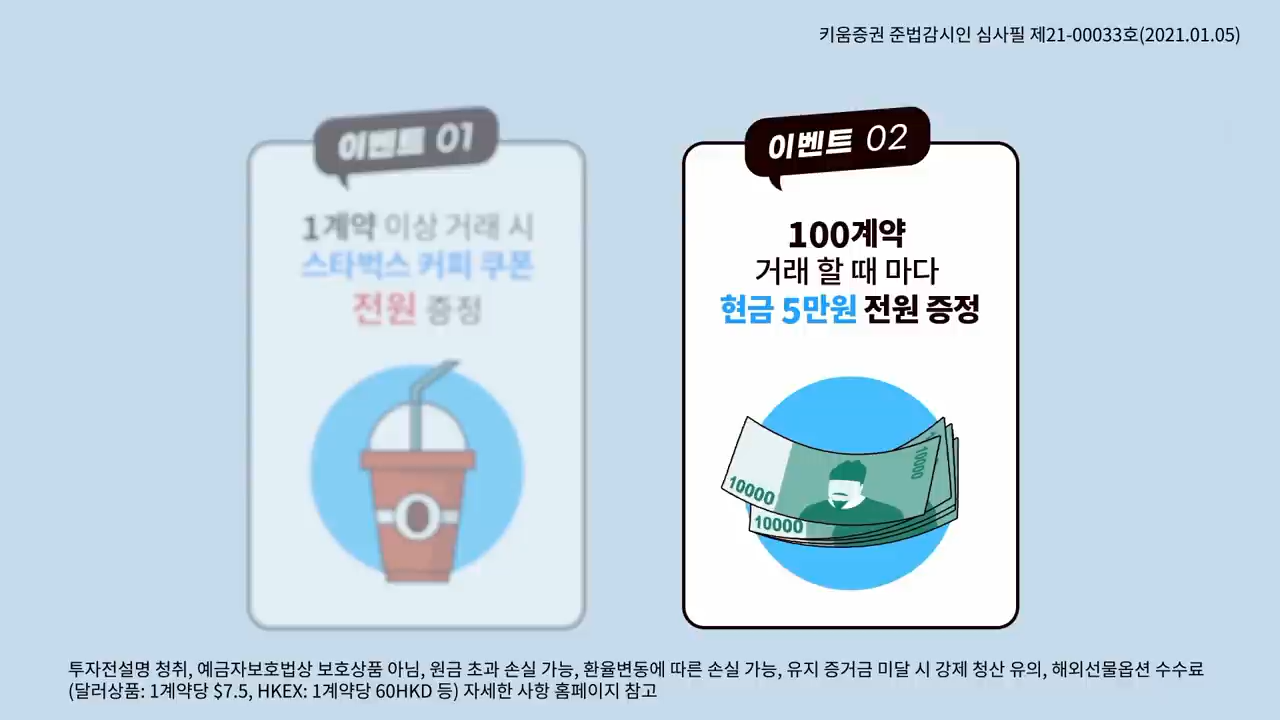 키움증권 준법감시인 심사필 제21-00033호(2021.01.05)
이벤트 01
1계약 이상 거래 시
스타벅스 커피 쿠폰
전원 증정
이벤트 02
100계약
거래 할 때 마다
현금 5만원 전원 증정
10000
10000
10000
투자전설명 청취, 예금자보호법상 보호상품 아님, 원금 초과 손실 가능, 환율변동에 따른 손실 가능, 유지 증거금 미달 시 강제 청산 유의, 해외선물옵션 수수료
(달러상품: 1계약당 $7.5, HKEX: 1계약당 60HKD 등) 자세한 사항 홈페이지 참고